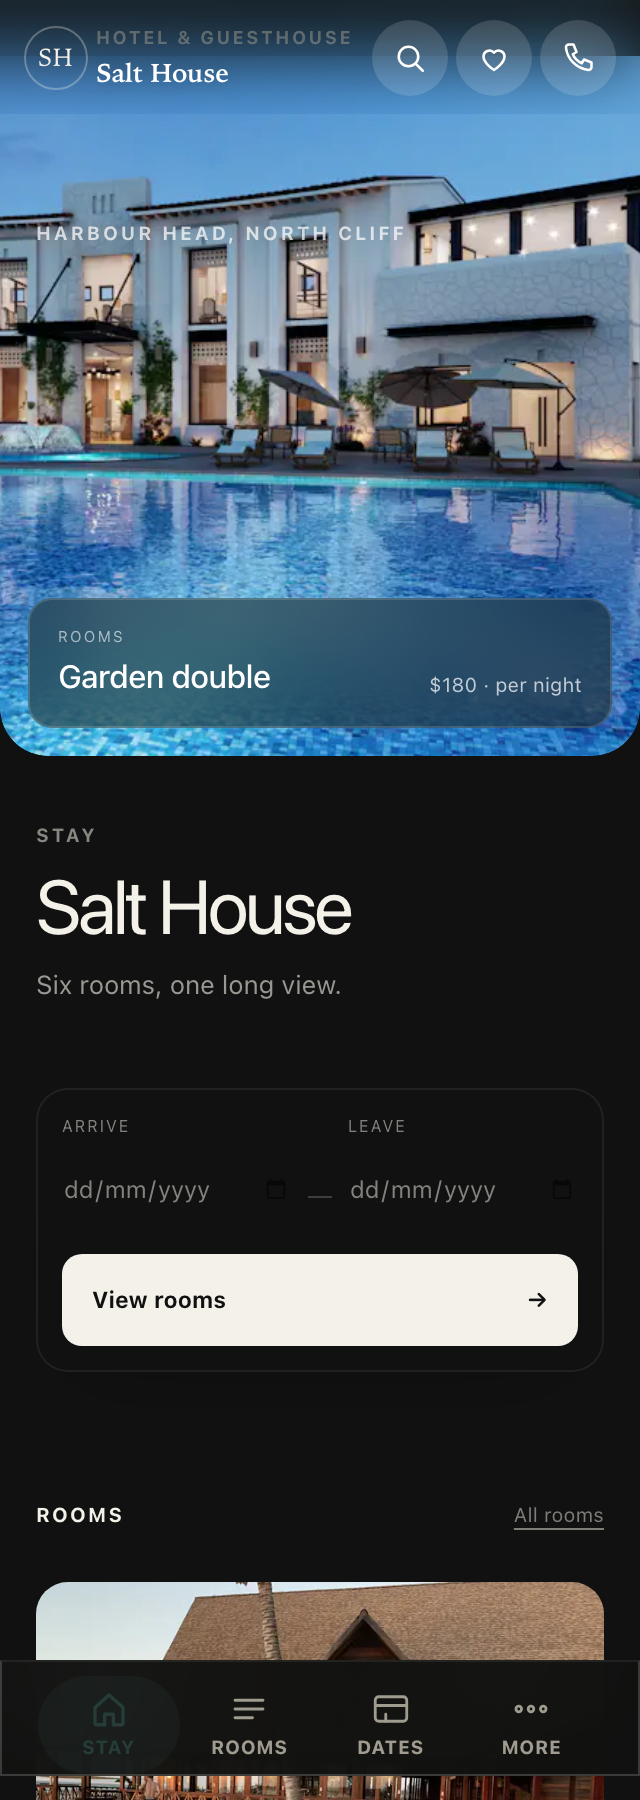 HOTEL & GUESTHOUSE
SH
Salt House
HARBOUR HEAD, NORTH CLIFF
ROOMS
Garden double
$180 · per night
STAY
Salt House
Six rooms, one long view.
ARRIVE
LEAVE
dd/mm/yyyy
— dd/mm/yyyy
View rooms →
ROOMS
All rooms
STAY
ROOMS
DATES
MORE